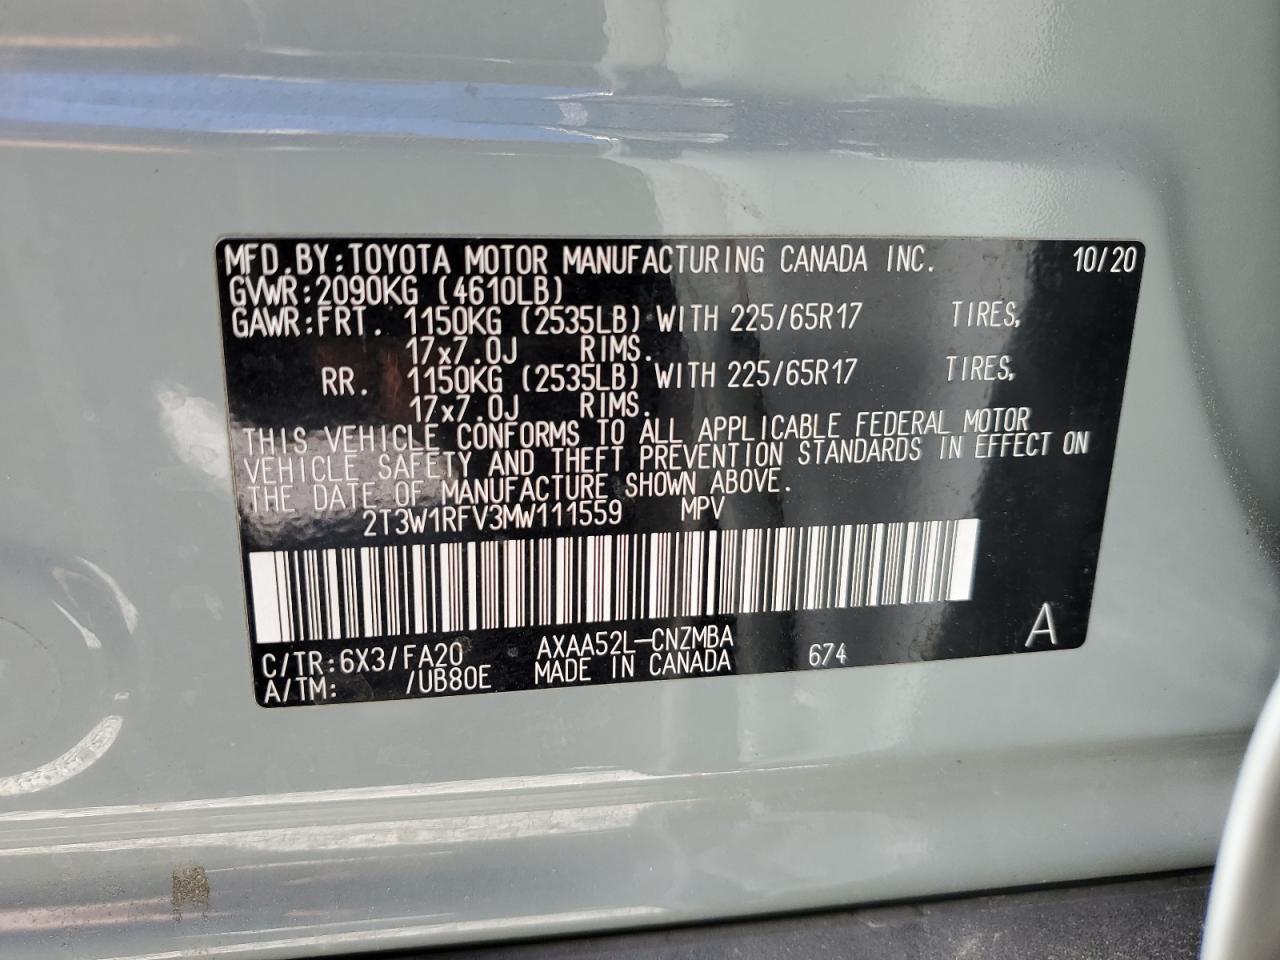 MFD.BY:TOYOTA MOTOR MANUFACTURING CANADA INC. 10/20
GVWR:2090KG (4610LB)
GAWR:FRT. 1150KG (2535LB) WITH 225/65R17 TIRES,
17x7.0J RIMS.
RR. 1150KG (2535LB) WITH 225/65R17 TIRES,
17x7.0J RIMS.
THIS VEHICLE CONFORMS TO ALL APPLICABLE FEDERAL MOTOR
VEHICLE SAFETY AND THEFT PREVENTION STANDARDS IN EFFECT ON
THE DATE OF MANUFACTURE SHOWN ABOVE.
2T3W1RFV3MW111559 MPV
C/TR:6X3/FA20 AXAA52L-CNZMBA A
A/TM: /UB80E MADE IN CANADA 674